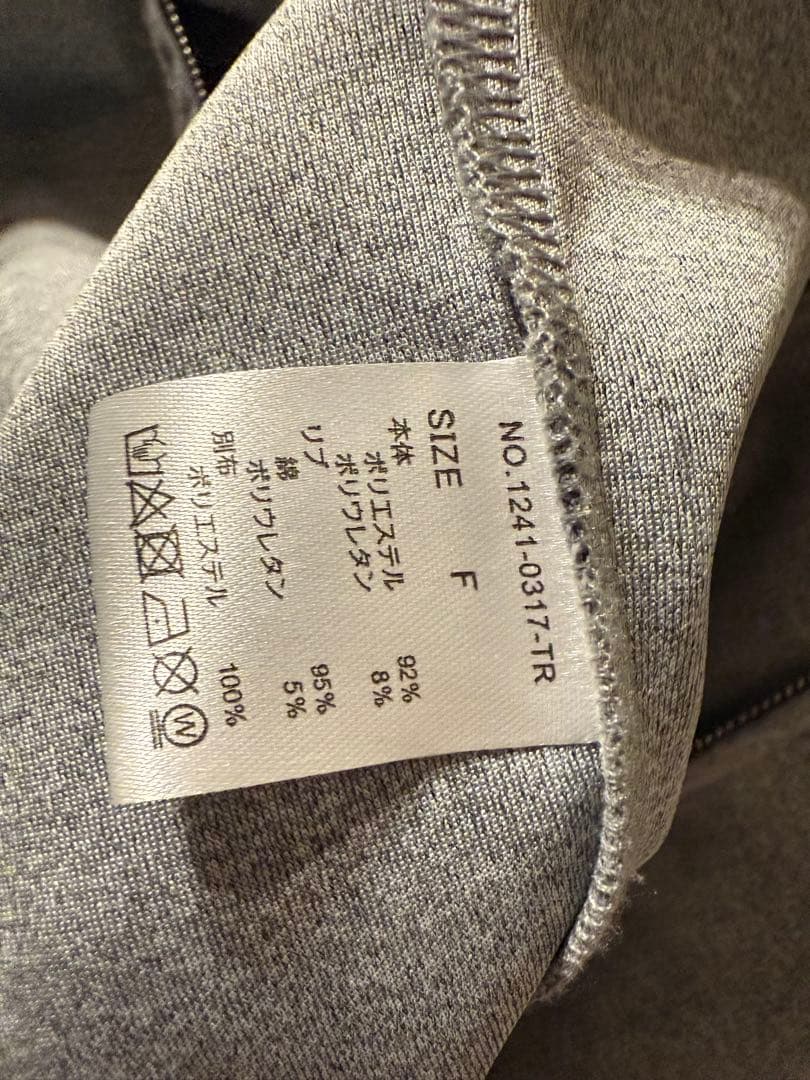 NO.1241-0317-TR
SIZE F
本体
ポリエステル 92%
ポリウレタン 8%
リブ
綿 95%
ポリウレタン 5%
別布
ポリエステル 100%
W